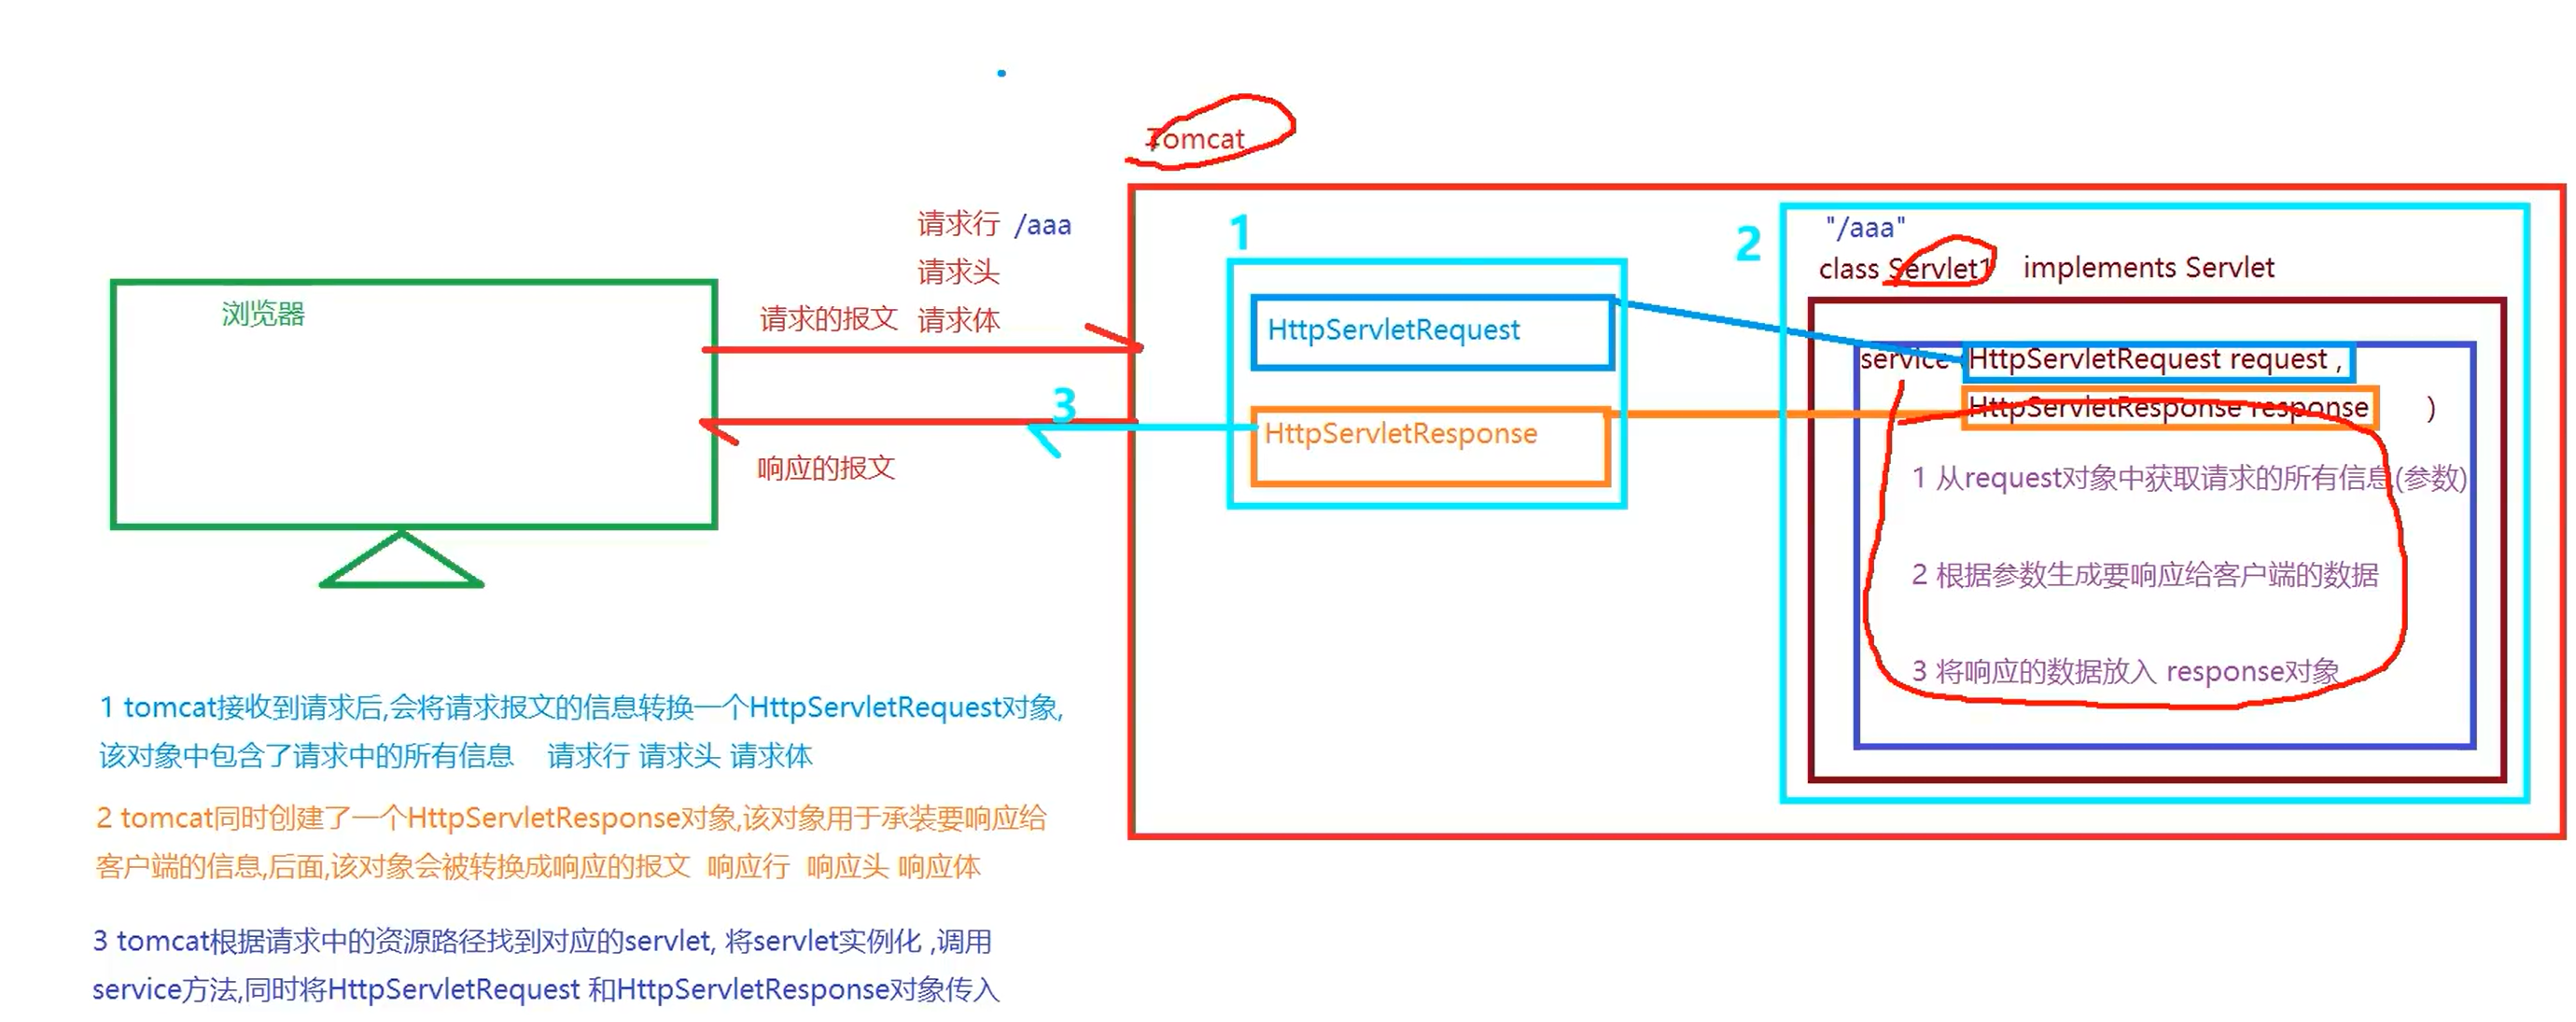 Tomcat
请求行 /aaa
请求头
请求的报文 请求体
响应的报文
浏览器
1
HttpServletRequest
HttpServletResponse
3
2
"/aaa"
class Servlet1 implements Servlet
service (HttpServletRequest request ,
HttpServletResponse response )
1 从request对象中获取请求的所有信息(参数)
2 根据参数生成要响应给客户端的数据
3 将响应的数据放入 response对象
1 tomcat接收到请求后,会将请求报文的信息转换一个HttpServletRequest对象,
该对象中包含了请求中的所有信息 请求行 请求头 请求体
2 tomcat同时创建了一个HttpServletResponse对象,该对象用于承装要响应给
客户端的信息,后面,该对象会被转换成响应的报文 响应行 响应头 响应体
3 tomcat根据请求中的资源路径找到对应的servlet, 将servlet实例化 ,调用
service方法,同时将HttpServletRequest 和HttpServletResponse对象传入